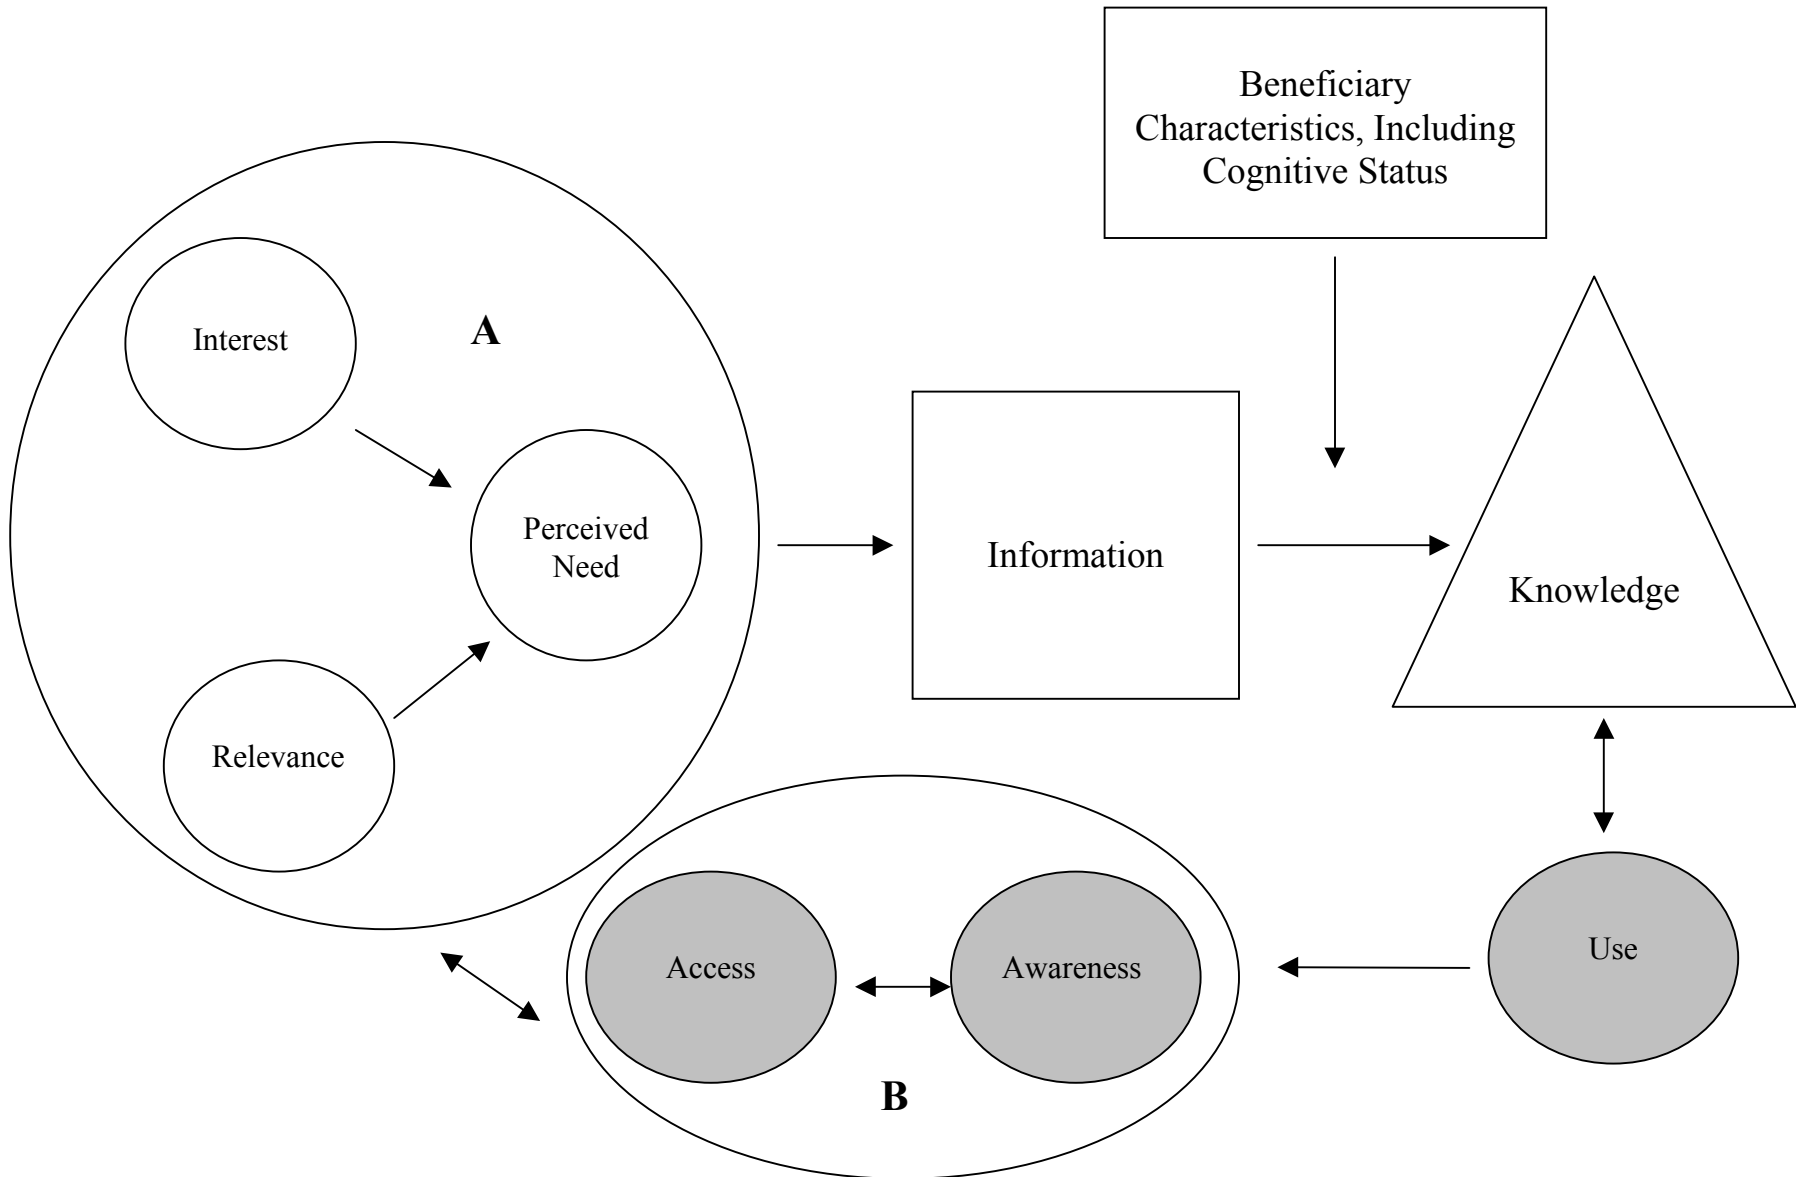 Beneficiary
Characteristics, Including
Cognitive Status
Interest
A
Perceived
Need
Information
Knowledge
Relevance
Access
Awareness
Use
B